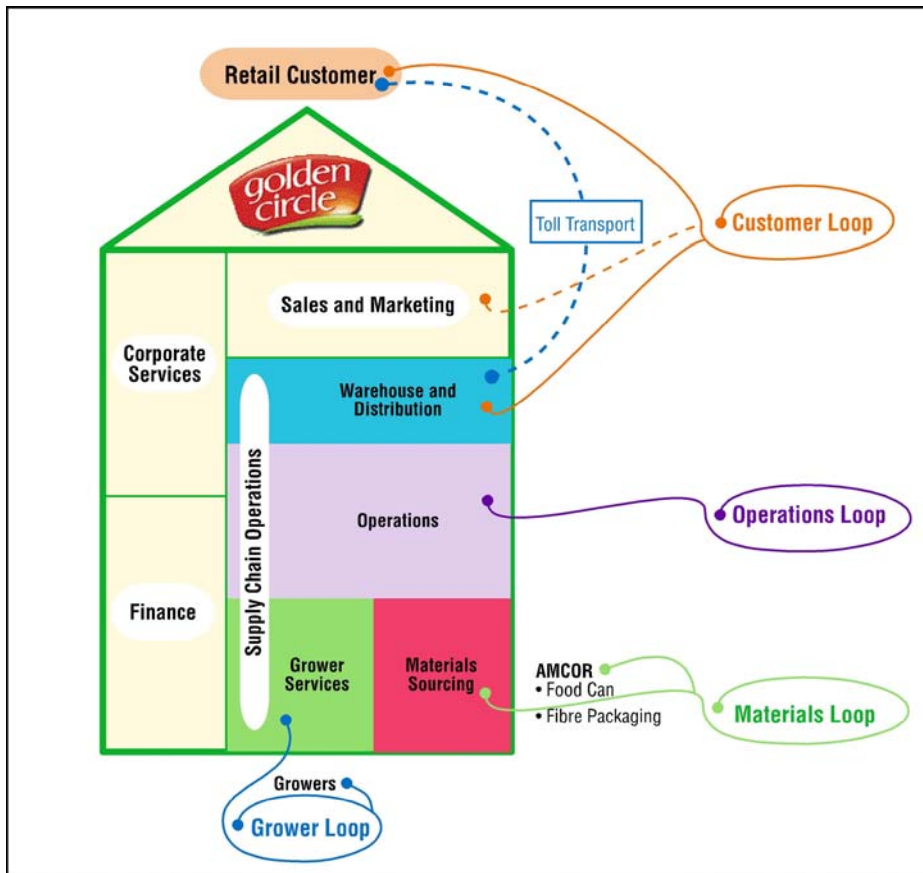 Retail Customer
golden
circle
Toll Transport
Customer Loop
Sales and Marketing
Corporate
Services
Warehouse and
Distribution
Supply Chain Operations
Operations
Operations Loop
Finance
Grower
Services
Materials
Sourcing
AMCOR
• Food Can
• Fibre Packaging
Materials Loop
Growers
Grower Loop